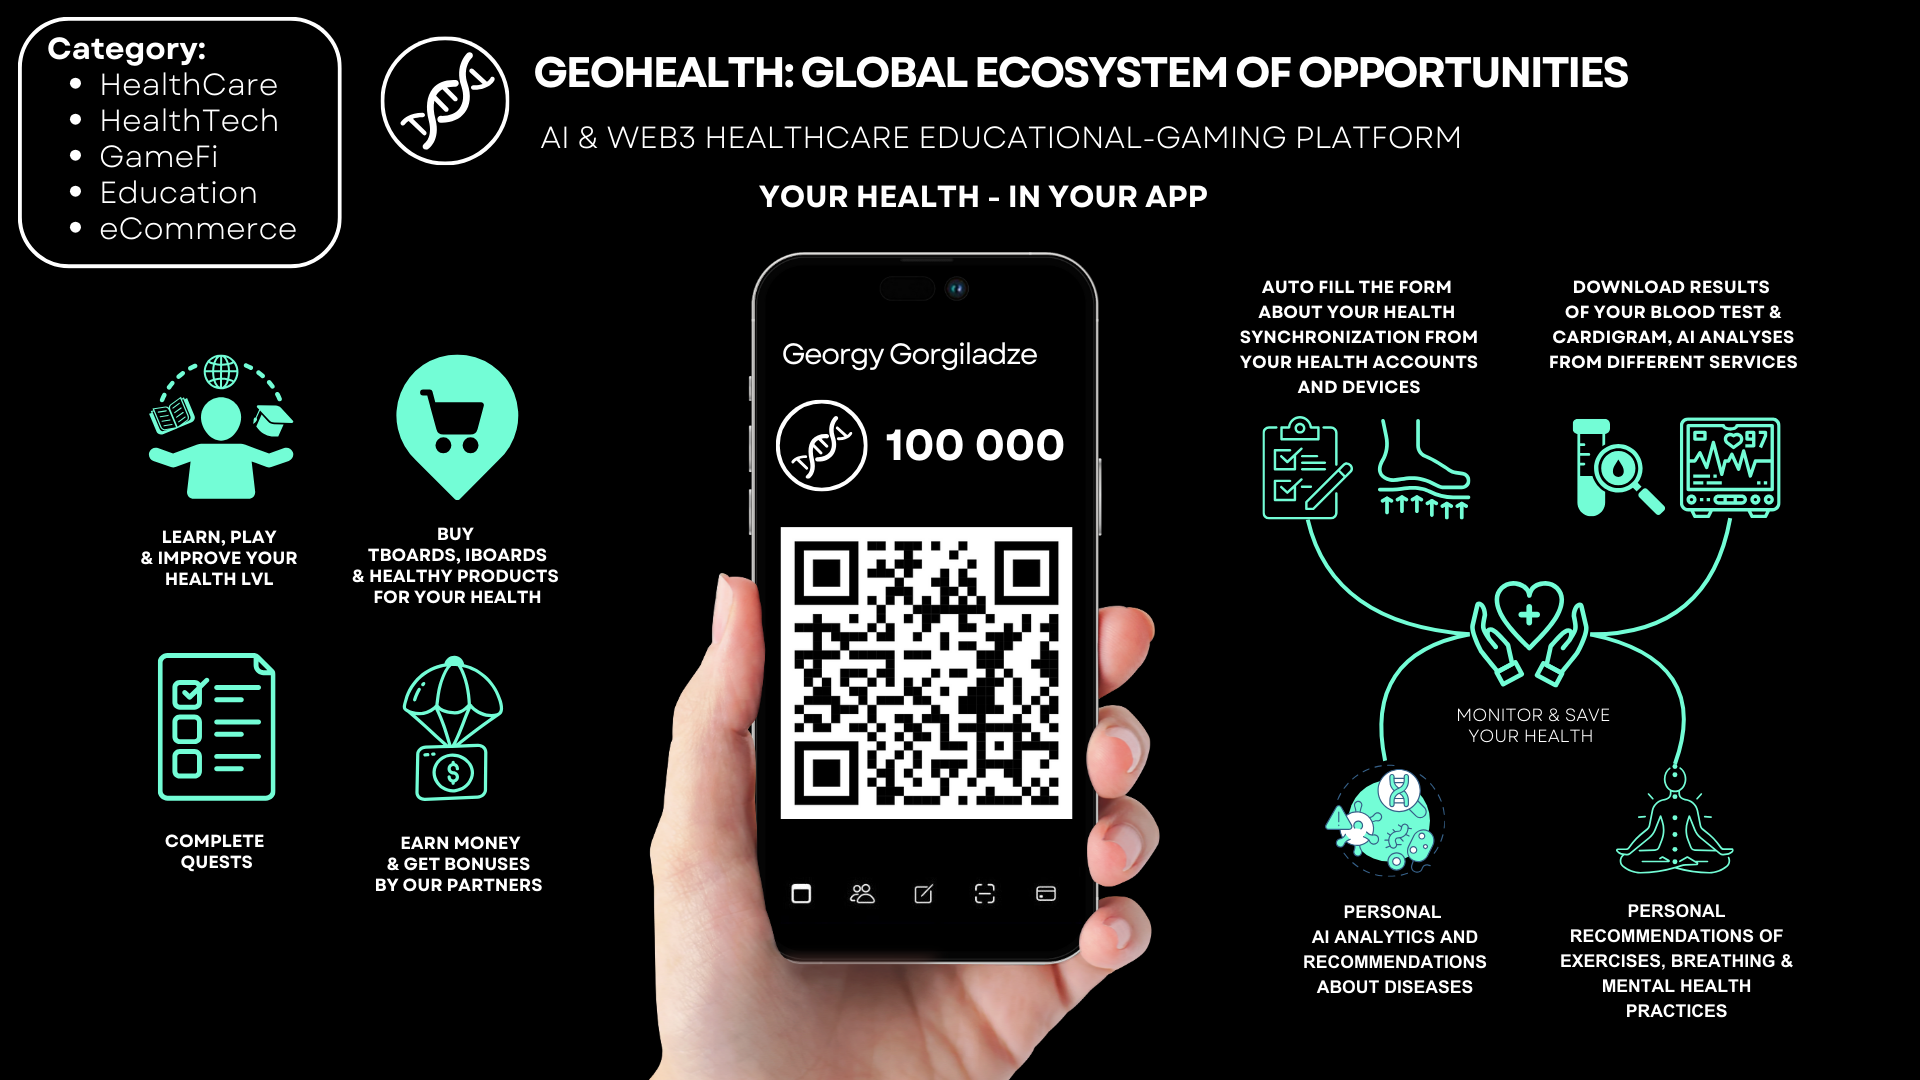 Category:
• HealthCare
• HealthTech
• GameFi
• Education
• eCommerce
GEOHEALTH: GLOBAL ECOSYSTEM OF OPPORTUNITIES
AI & WEB3 HEALTHCARE EDUCATIONAL-GAMING PLATFORM
YOUR HEALTH - IN YOUR APP
LEARN, PLAY
& IMPROVE YOUR
HEALTH LVL
BUY
TBOARDS, IBOARDS
& HEALTHY PRODUCTS
FOR YOUR HEALTH
COMPLETE
QUESTS
$
EARN MONEY
& GET BONUSES
BY OUR PARTNERS
Georgy Gorgiladze
100 000
AUTO FILL THE FORM
ABOUT YOUR HEALTH
SYNCHRONIZATION FROM
YOUR HEALTH ACCOUNTS
AND DEVICES
DOWNLOAD RESULTS
OF YOUR BLOOD TEST &
CARDIGRAM, AI ANALYSES
FROM DIFFERENT SERVICES
97
MONITOR & SAVE
YOUR HEALTH
PERSONAL
AI ANALYTICS AND
RECOMMENDATIONS
ABOUT DISEASES
PERSONAL
RECOMMENDATIONS OF
EXERCISES, BREATHING &
MENTAL HEALTH
PRACTICES